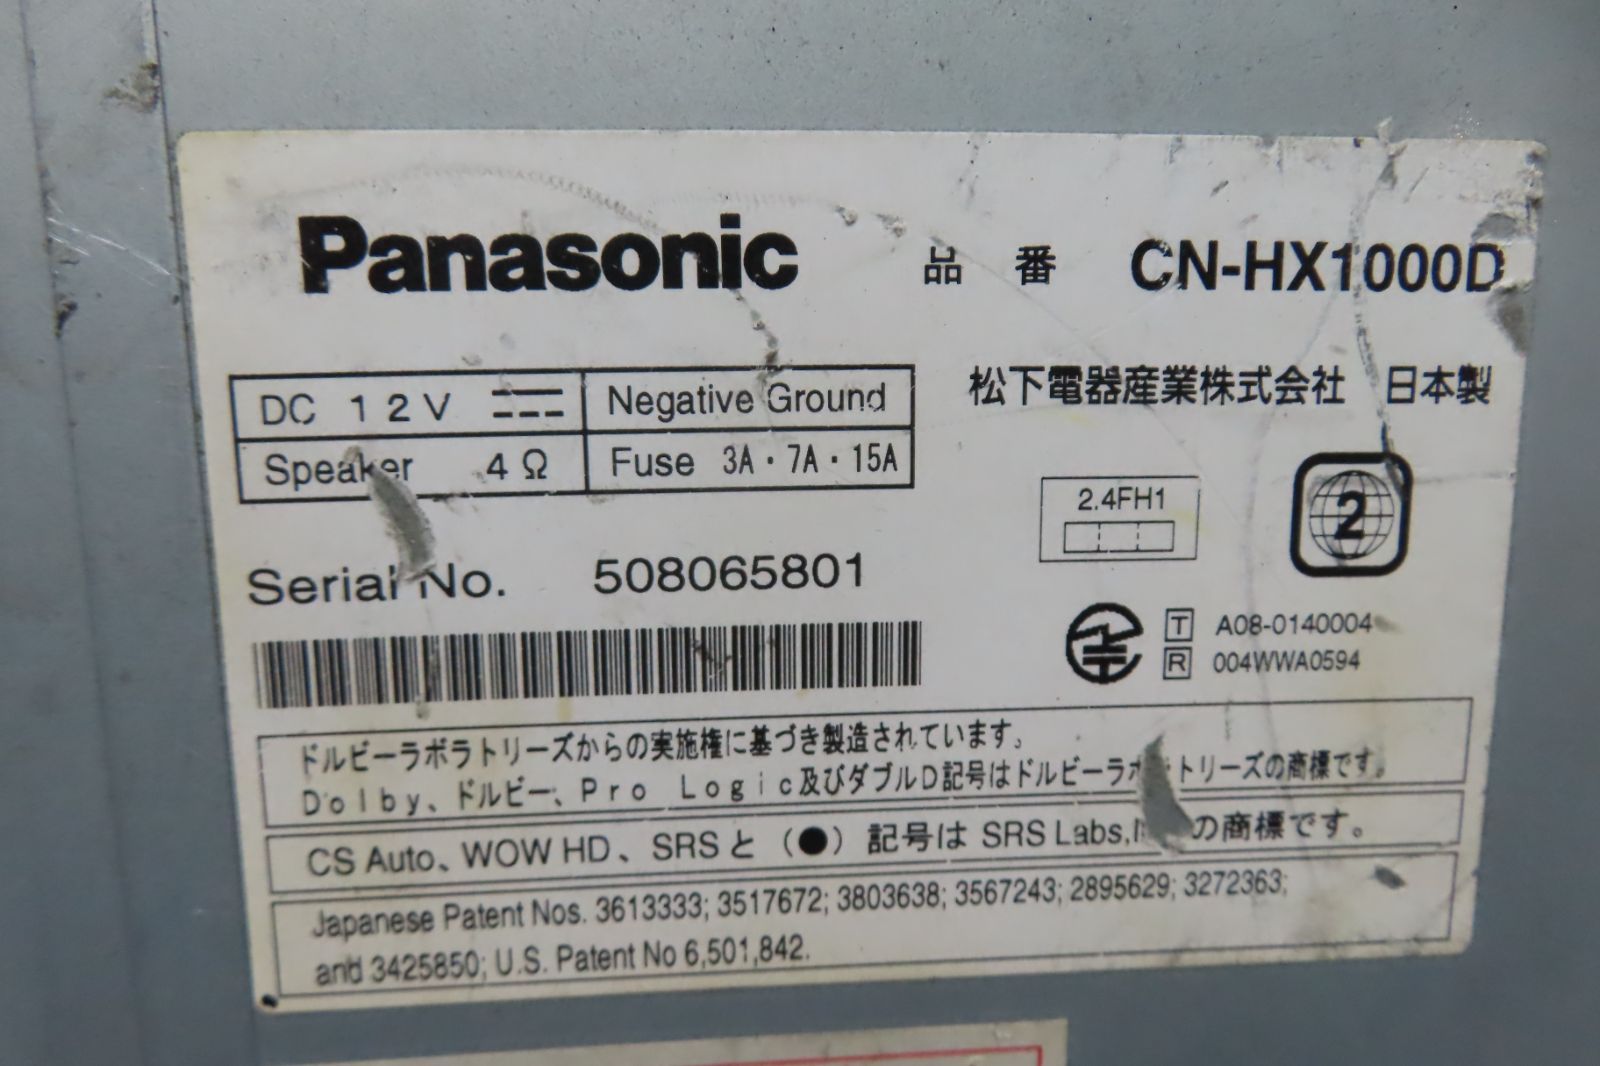 Panasonic 品 番 CN-HX1000D
DC 12V Negative Ground
Speaker 4Ω Fuse 3A・7A・15A
松下電器産業株式会社 日本製
2.4FH1
2
Serial No. 508065801
T A08-0140004
R 004WWA0594
ドルビーラボラトリーズからの実施権に基づき製造されています。
Dolby、ドルビー、Pro Logic及びダブルD記号はドルビーラボラトリーズの商標です。
CS Auto、WOW HD、SRSと（●）記号は SRS Labs, の商標です。
Japanese Patent Nos. 3613333; 3517672; 3803638; 3567243; 2895629; 3272363;
and 3425850; U.S. Patent No 6,501,842.